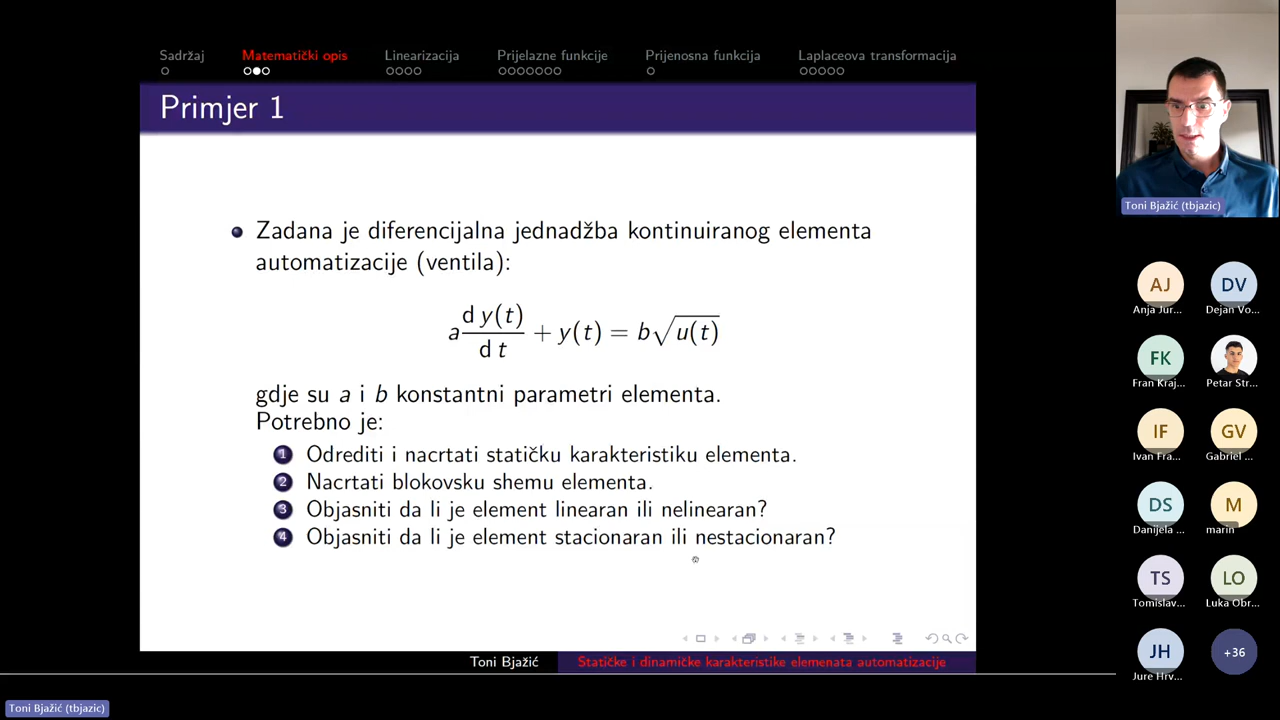 Sadržaj
Matematički opis
Linearizacija
Prijelazne funkcije
Prijenosna funkcija
Laplaceova transformacija
Primjer 1
Zadana je diferencijalna jednadžba kontinuiranog elementa
automatizacije (ventila):
a d y(t) / d t + y(t) = b√u(t)
gdje su a i b konstantni parametri elementa.
Potrebno je:
1 Odrediti i nacrtati statičku karakteristiku elementa.
2 Nacrtati blokovsku shemu elementa.
3 Objasniti da li je element linearan ili nelinearan?
4 Objasniti da li je element stacionaran ili nestacionaran?
Toni Bjažić
Statičke i dinamičke karakteristike elemenata automatizacije
Toni Bjažić (tbjazic)
Toni Bjažić (tbjazic)
AJ
Anja Jur...
DV
Dejan Vo...
FK
Fran Kraj...
Petar Str...
IF
Ivan Fra...
GV
Gabriel ...
DS
Danijela ...
M
marin
TS
Tomislav...
LO
Luka Obr...
JH
Jure Hrv...
+36